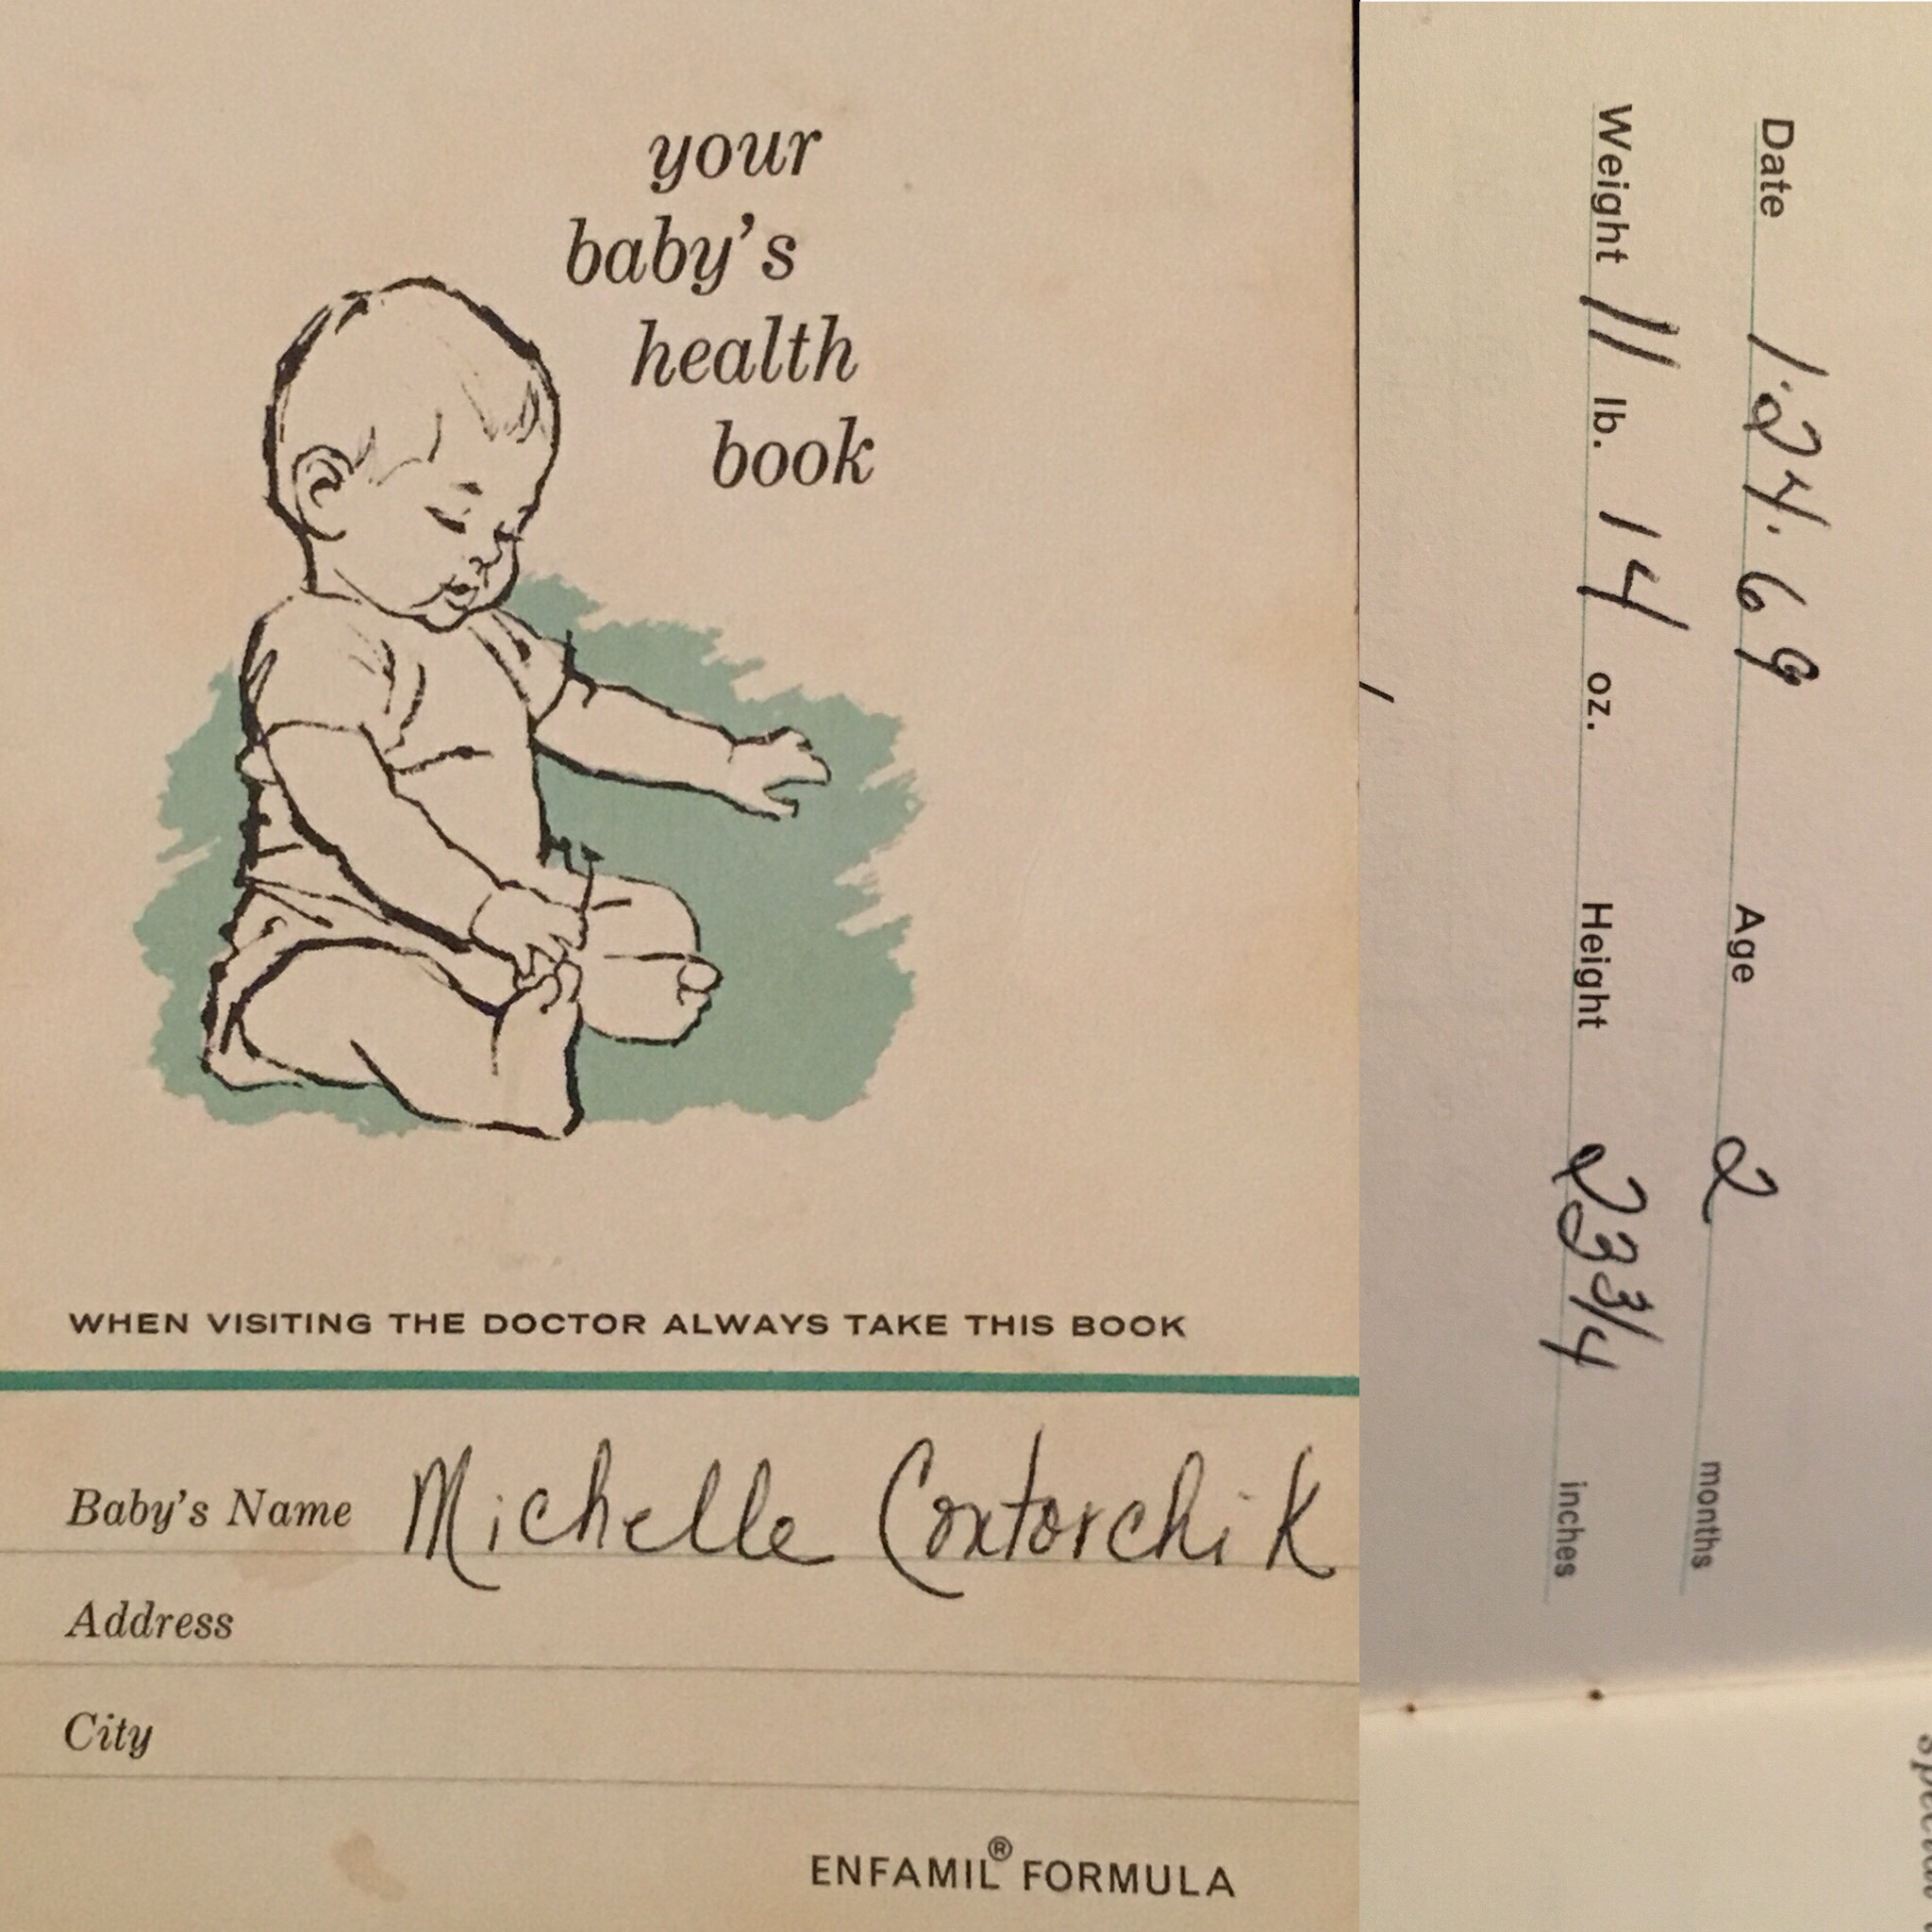 your
baby's
health
book
WHEN VISITING THE DOCTOR ALWAYS TAKE THIS BOOK
Baby's Name Michelle Coxtorchik
Address
City
ENFAMIL® FORMULA
Date 1.24.69 Age 2 months
Weight 11 lb. 14 oz. Height 23 3/4 inches